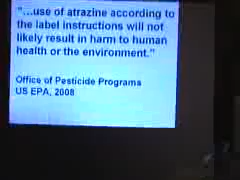 "...use of atrazine according to
the label instructions will not
likely result in harm to human
health or the environment."
Office of Pesticide Programs
US EPA, 2008